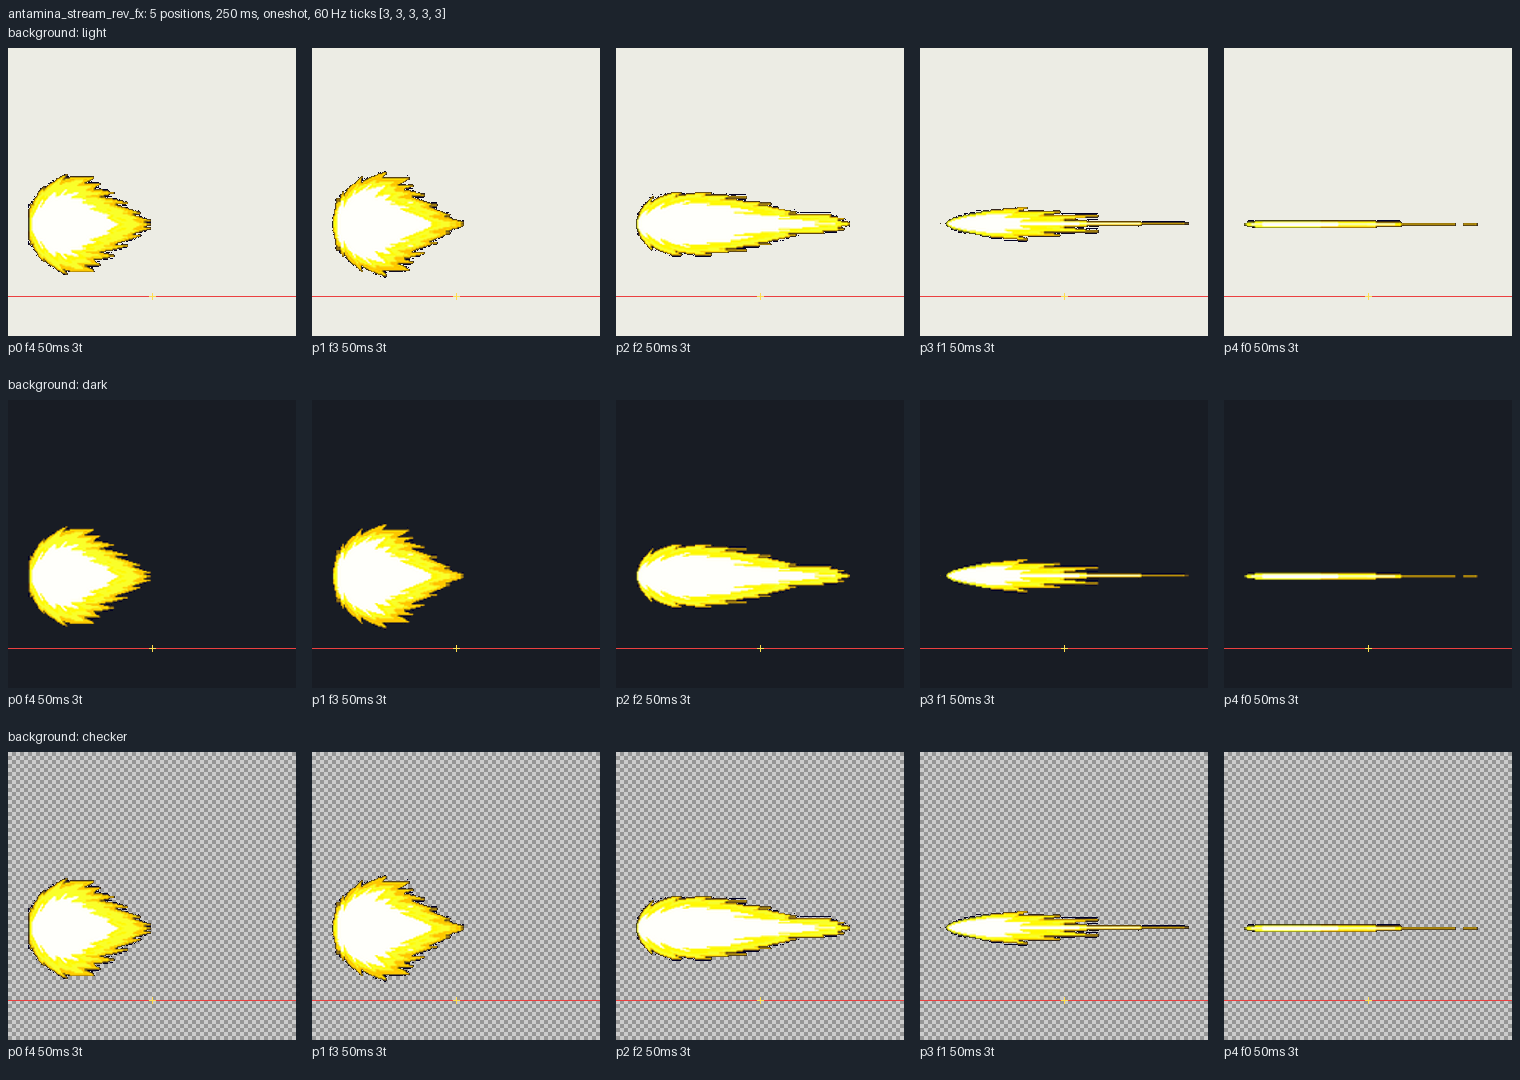 antamina_stream_rev_fx: 5 positions, 250 ms, oneshot, 60 Hz ticks [3, 3, 3, 3, 3]
background: light
p0 f4 50ms 3t
p1 f3 50ms 3t
p2 f2 50ms 3t
p3 f1 50ms 3t
p4 f0 50ms 3t
background: dark
p0 f4 50ms 3t
p1 f3 50ms 3t
p2 f2 50ms 3t
p3 f1 50ms 3t
p4 f0 50ms 3t
background: checker
p0 f4 50ms 3t
p1 f3 50ms 3t
p2 f2 50ms 3t
p3 f1 50ms 3t
p4 f0 50ms 3t